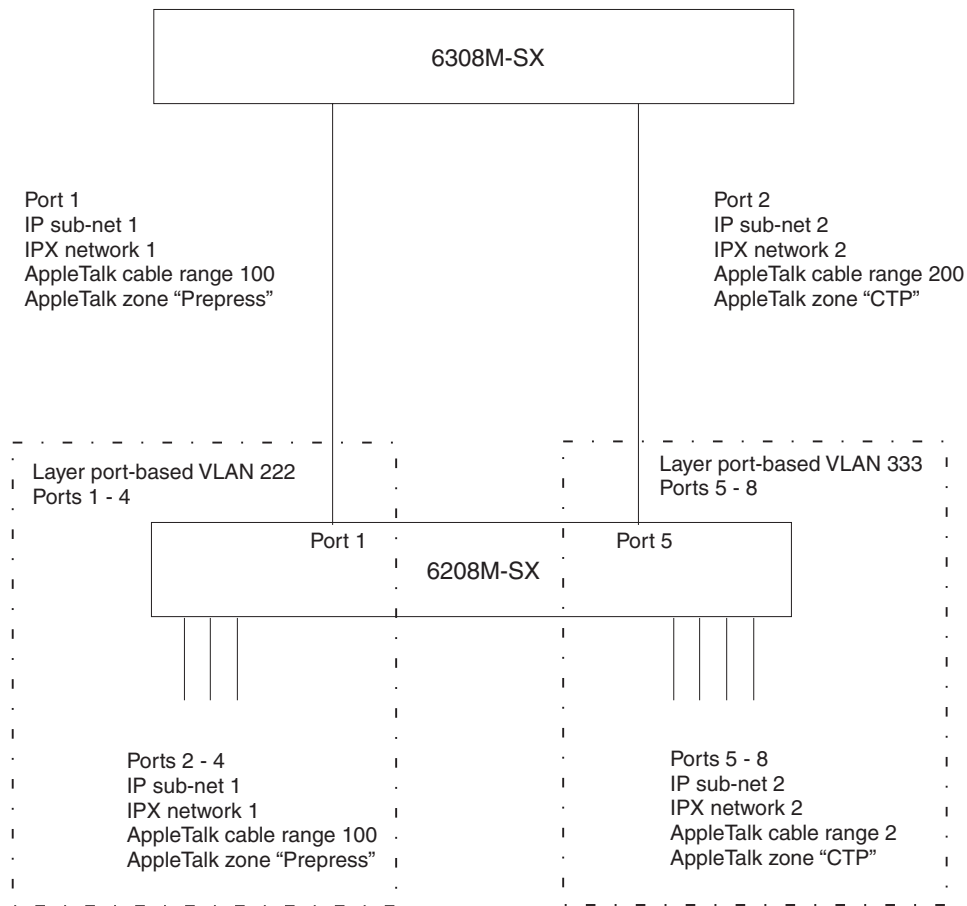 6308M-SX
Port 1
IP sub-net 1
IPX network 1
AppleTalk cable range 100
AppleTalk zone “Prepress”
Port 2
IP sub-net 2
IPX network 2
AppleTalk cable range 200
AppleTalk zone “CTP”
Layer port-based VLAN 222
Ports 1 - 4
Layer port-based VLAN 333
Ports 5 - 8
Port 1
6208M-SX
Port 5
Ports 2 - 4
IP sub-net 1
IPX network 1
AppleTalk cable range 100
AppleTalk zone “Prepress”
Ports 5 - 8
IP sub-net 2
IPX network 2
AppleTalk cable range 2
AppleTalk zone “CTP”